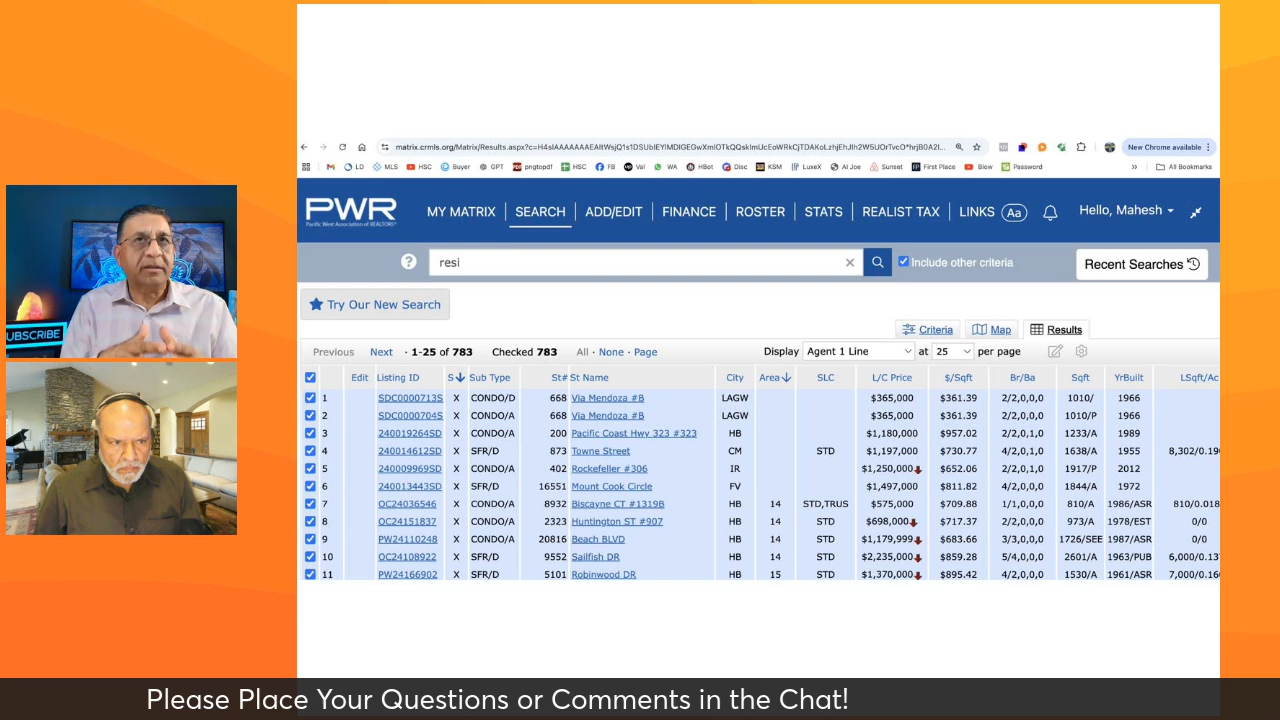 matrix.crmls.org/Matrix/Results.aspx?c=H4sIAAAAAAAEAItWsjQ1s1DSUblEYIMDIGEGwXmIOTkQQskImUcEoWRkCjTDAKoLzhjEhJIh2W5UOrTvcO*hrjB0A2I... New Chrome available
LD MLS HSC Buyer GPT pngtopdf HSC FB Val WA HBot Disc KSM LuxeX AI Joe Sunset First Place Blow Password » All Bookmarks
PWR MY MATRIX SEARCH ADD/EDIT FINANCE ROSTER STATS REALIST TAX LINKS Aa Hello, Mahesh
Pacific West Association of REALTORS®
? resi Include other criteria Recent Searches
Try Our New Search
Criteria Map Results
Previous Next · 1-25 of 783 Checked 783 All · None · Page Display Agent 1 Line at 25 per page
Edit Listing ID S Sub Type St# St Name City Area SLC L/C Price $/Sqft Br/Ba Sqft YrBuilt LSqft/Ac
1 SDC0000713S X CONDO/D 668 Via Mendoza #B LAGW $365,000 $361.39 2/2,0,0,0 1010/ 1966
2 SDC0000704S X CONDO/A 668 Via Mendoza #B LAGW $365,000 $361.39 2/2,0,0,0 1010/P 1966
3 240019264SD X CONDO/A 200 Pacific Coast Hwy 323 #323 HB $1,180,000 $957.02 2/2,0,1,0 1233/A 1989
4 240014612SD X SFR/D 873 Towne Street CM STD $1,197,000 $730.77 4/2,0,1,0 1638/A 1955 8,302/0.19
5 240009969SD X CONDO/A 402 Rockefeller #306 IR $1,250,000 $652.06 2/2,0,1,0 1917/P 2012
6 240013443SD X SFR/D 16551 Mount Cook Circle FV $1,497,000 $811.82 4/2,0,0,0 1844/A 1972
7 OC24036546 X CONDO/A 8932 Biscayne CT #1319B HB 14 STD,TRUS $575,000 $709.88 1/1,0,0,0 810/A 1986/ASR 810/0.018
8 OC24151837 X CONDO/A 2323 Huntington ST #907 HB 14 STD $698,000 $717.37 2/2,0,0,0 973/A 1978/EST 0/0
9 PW24110248 X CONDO/A 20816 Beach BLVD HB 14 STD $1,179,999 $683.66 3/3,0,0,0 1726/SEE 1987/ASR 0/0
10 OC24108922 X SFR/D 9552 Sailfish DR HB 14 STD $2,235,000 $859.28 5/4,0,0,0 2601/A 1963/PUB 6,000/0.13
11 PW24166902 X SFR/D 5101 Robinwood DR HB 15 STD $1,370,000 $895.42 4/2,0,0,0 1530/A 1961/ASR 7,000/0.16
UBSCRIBE
Please Place Your Questions or Comments in the Chat!